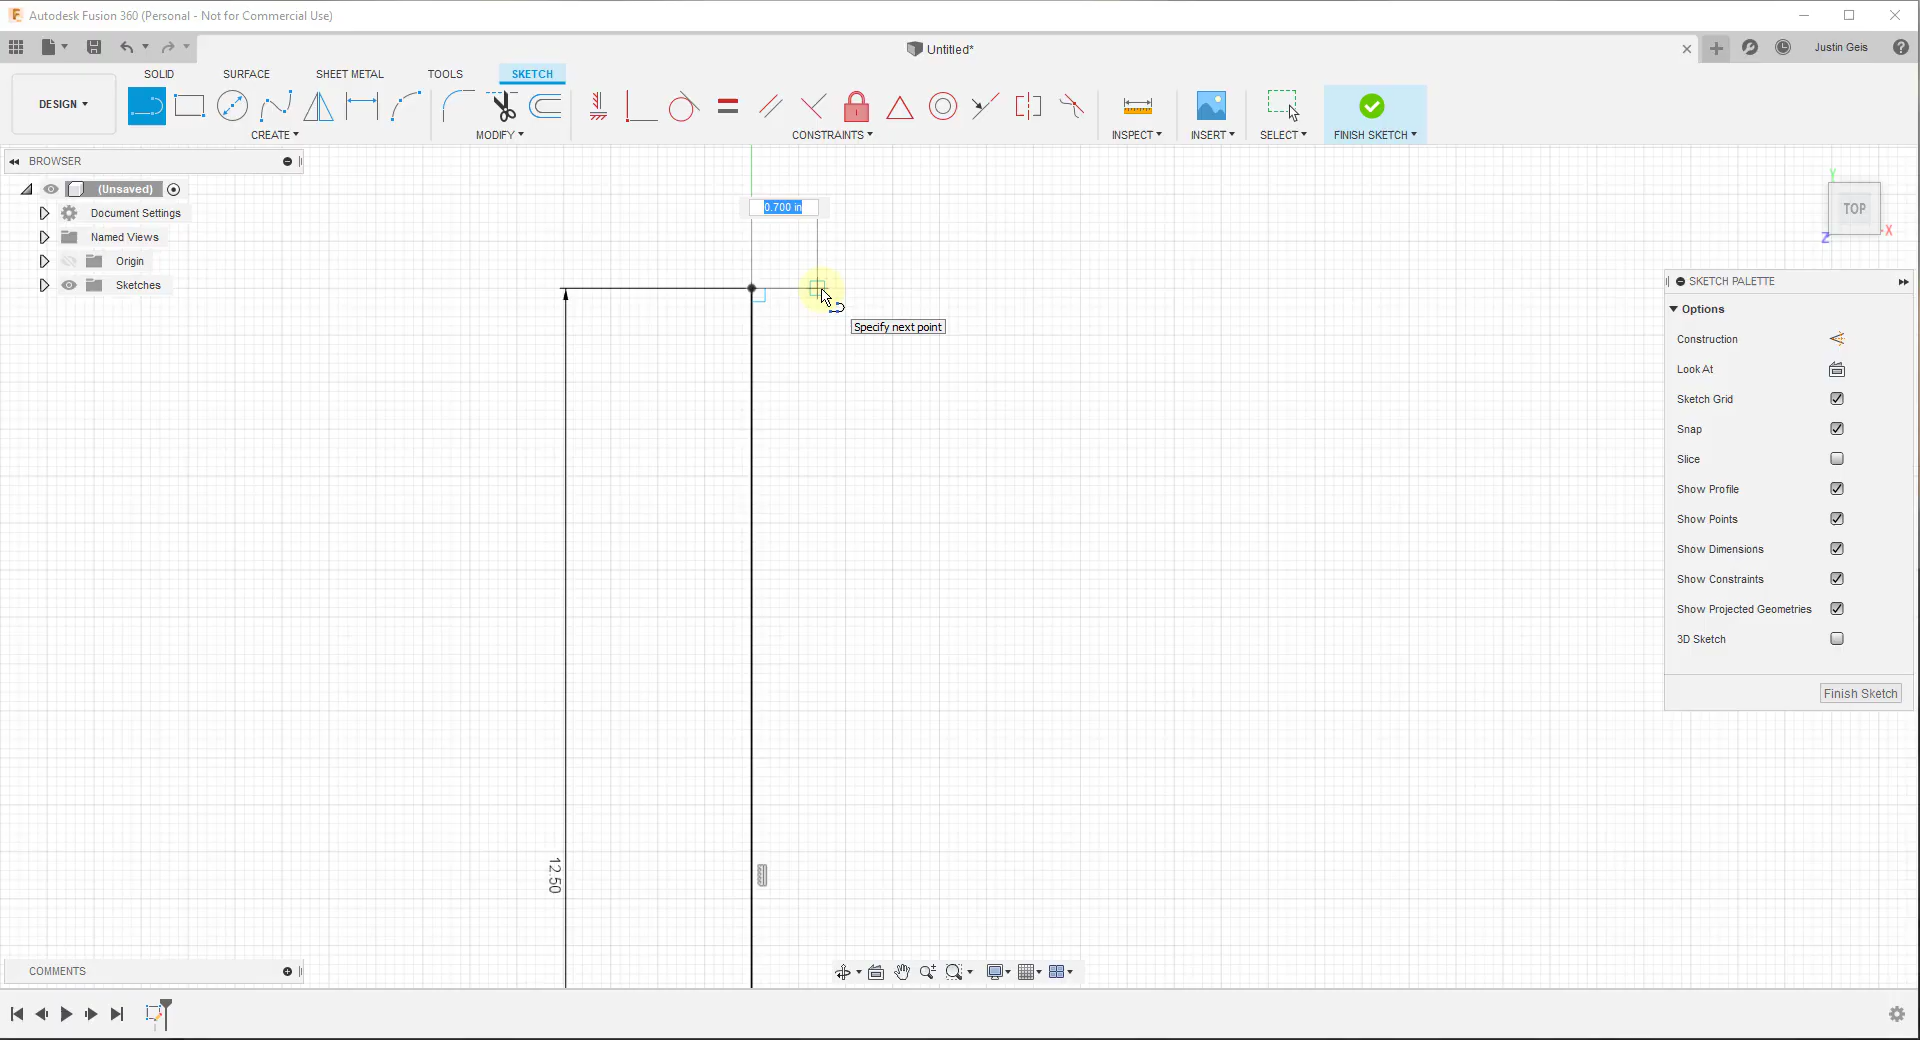 Autodesk Fusion 360 (Personal - Not for Commercial Use)
Untitled*
Justin Geis
SOLID SURFACE SHEET METAL TOOLS SKETCH
DESIGN
CREATE MODIFY CONSTRAINTS INSPECT INSERT SELECT FINISH SKETCH
BROWSER
(Unsaved)
Document Settings
Named Views
Origin
Sketches
0.700 in
Specify next point
12.50
Y
TOP
X
Z
SKETCH PALETTE
Options
Construction
Look At
Sketch Grid
Snap
Slice
Show Profile
Show Points
Show Dimensions
Show Constraints
Show Projected Geometries
3D Sketch
Finish Sketch
COMMENTS